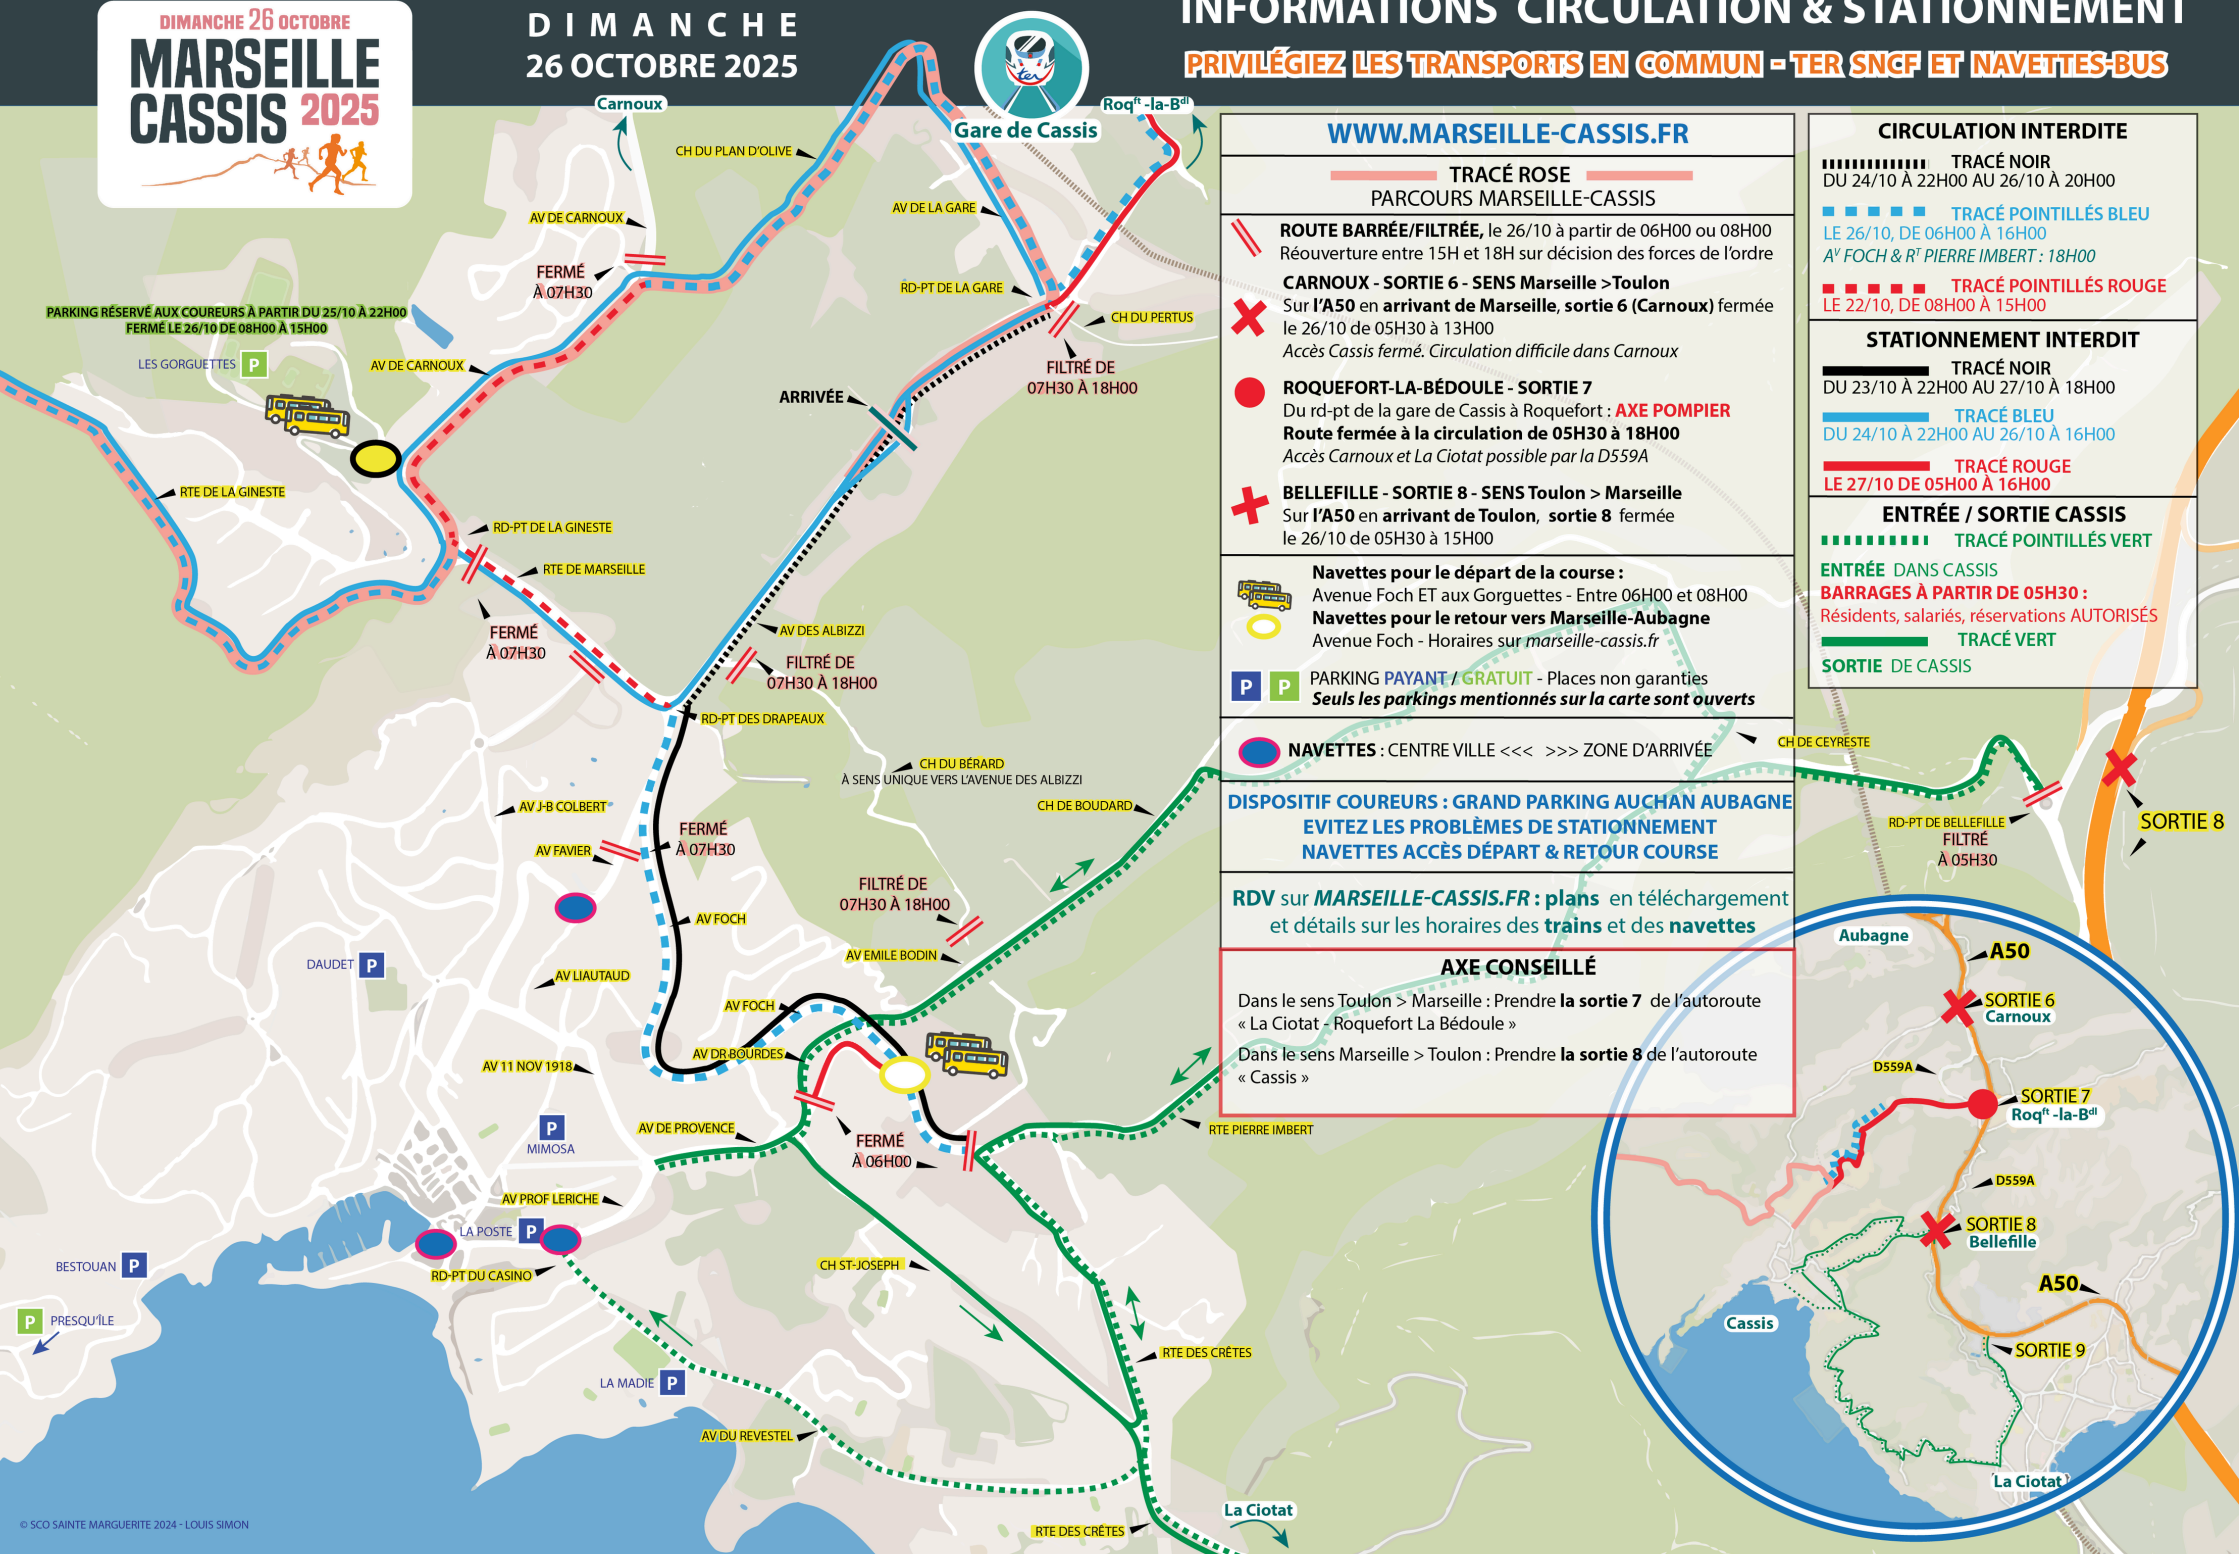 DIMANCHE 26 OCTOBRE
MARSEILLE
CASSIS 2025
DIMANCHE
26 OCTOBRE 2025
ter
Gare de Cassis
INFORMATIONS CIRCULATION & STATIONNEMENT
PRIVILÉGIEZ LES TRANSPORTS EN COMMUN - TER SNCF ET NAVETTES-BUS
Carnoux
Roqft -la-Bdl
CH DU PLAN D'OLIVE
AV DE CARNOUX
AV DE LA GARE
FERMÉ
À 07H30
RD-PT DE LA GARE
CH DU PERTUS
PARKING RÉSERVÉ AUX COUREURS À PARTIR DU 25/10 À 22H00
FERMÉ LE 26/10 DE 08H00 À 15H00
LES GORGUETTES P
AV DE CARNOUX
FILTRÉ DE
07H30 À 18H00
ARRIVÉE
RTE DE LA GINESTE
RD-PT DE LA GINESTE
RTE DE MARSEILLE
FERMÉ
À 07H30
AV DES ALBIZZI
FILTRÉ DE
07H30 À 18H00
RD-PT DES DRAPEAUX
CH DU BÉRARD
À SENS UNIQUE VERS L'AVENUE DES ALBIZZI
AV J-B COLBERT
CH DE BOUDARD
FERMÉ
À 07H30
AV FAVIER
FILTRÉ DE
07H30 À 18H00
AV FOCH
AV EMILE BODIN
DAUDET P
AV LIAUTAUD
AV FOCH
AV DR BOURDES
AV 11 NOV 1918
P
MIMOSA
AV DE PROVENCE
FERMÉ
À 06H00
RTE PIERRE IMBERT
AV PROF LERICHE
LA POSTE P
BESTOUAN P
RD-PT DU CASINO
CH ST-JOSEPH
P PRESQU'ÎLE
RTE DES CRÊTES
LA MADIE P
AV DU REVESTEL
La Ciotat
RTE DES CRÊTES
© SCO SAINTE MARGUERITE 2024 - LOUIS SIMON
WWW.MARSEILLE-CASSIS.FR
TRACÉ ROSE
PARCOURS MARSEILLE-CASSIS
ROUTE BARRÉE/FILTRÉE, le 26/10 à partir de 06H00 ou 08H00
Réouverture entre 15H et 18H sur décision des forces de l'ordre
CARNOUX - SORTIE 6 - SENS Marseille >Toulon
Sur l'A50 en arrivant de Marseille, sortie 6 (Carnoux) fermée
le 26/10 de 05H30 à 13H00
Accès Cassis fermé. Circulation difficile dans Carnoux
ROQUEFORT-LA-BÉDOULE - SORTIE 7
Du rd-pt de la gare de Cassis à Roquefort : AXE POMPIER
Route fermée à la circulation de 05H30 à 18H00
Accès Carnoux et La Ciotat possible par la D559A
BELLEFILLE - SORTIE 8 - SENS Toulon > Marseille
Sur l'A50 en arrivant de Toulon, sortie 8 fermée
le 26/10 de 05H30 à 15H00
Navettes pour le départ de la course :
Avenue Foch ET aux Gorguettes - Entre 06H00 et 08H00
Navettes pour le retour vers Marseille-Aubagne
Avenue Foch - Horaires sur marseille-cassis.fr
P P PARKING PAYANT / GRATUIT - Places non garanties
Seuls les parkings mentionnés sur la carte sont ouverts
NAVETTES : CENTRE VILLE <<< >>> ZONE D'ARRIVÉE
DISPOSITIF COUREURS : GRAND PARKING AUCHAN AUBAGNE
EVITEZ LES PROBLÈMES DE STATIONNEMENT
NAVETTES ACCÈS DÉPART & RETOUR COURSE
RDV sur MARSEILLE-CASSIS.FR : plans en téléchargement
et détails sur les horaires des trains et des navettes
AXE CONSEILLÉ
Dans le sens Toulon > Marseille : Prendre la sortie 7 de l'autoroute
« La Ciotat - Roquefort La Bédoule »
Dans le sens Marseille > Toulon : Prendre la sortie 8 de l'autoroute
« Cassis »
CIRCULATION INTERDITE
TRACÉ NOIR
DU 24/10 À 22H00 AU 26/10 À 20H00
TRACÉ POINTILLÉS BLEU
LE 26/10, DE 06H00 À 16H00
AV FOCH & RT PIERRE IMBERT : 18H00
TRACÉ POINTILLÉS ROUGE
LE 22/10, DE 08H00 À 15H00
STATIONNEMENT INTERDIT
TRACÉ NOIR
DU 23/10 À 22H00 AU 27/10 À 18H00
TRACÉ BLEU
DU 24/10 À 22H00 AU 26/10 À 16H00
TRACÉ ROUGE
LE 27/10 DE 05H00 À 16H00
ENTRÉE / SORTIE CASSIS
TRACÉ POINTILLÉS VERT
ENTRÉE DANS CASSIS
BARRAGES À PARTIR DE 05H30 :
Résidents, salariés, réservations AUTORISÉS
TRACÉ VERT
SORTIE DE CASSIS
CH DE CEYRESTE
RD-PT DE BELLEFILLE
FILTRÉ
À 05H30
SORTIE 8
Aubagne
A50
SORTIE 6
Carnoux
D559A
SORTIE 7
Roqft -la-Bdl
D559A
SORTIE 8
Bellefille
A50
Cassis
SORTIE 9
La Ciotat